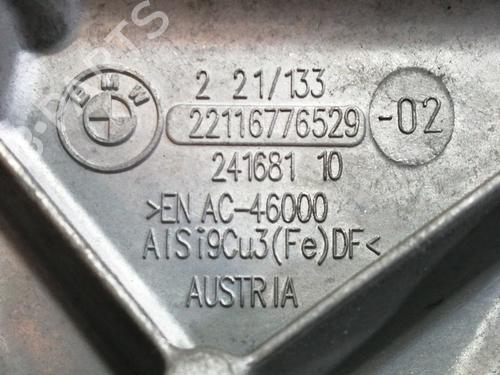 BMW
2 21/133
22116776529
-02
241681 10
>EN AC-46000
AlSi9Cu3(Fe)DF<
AUSTRIA